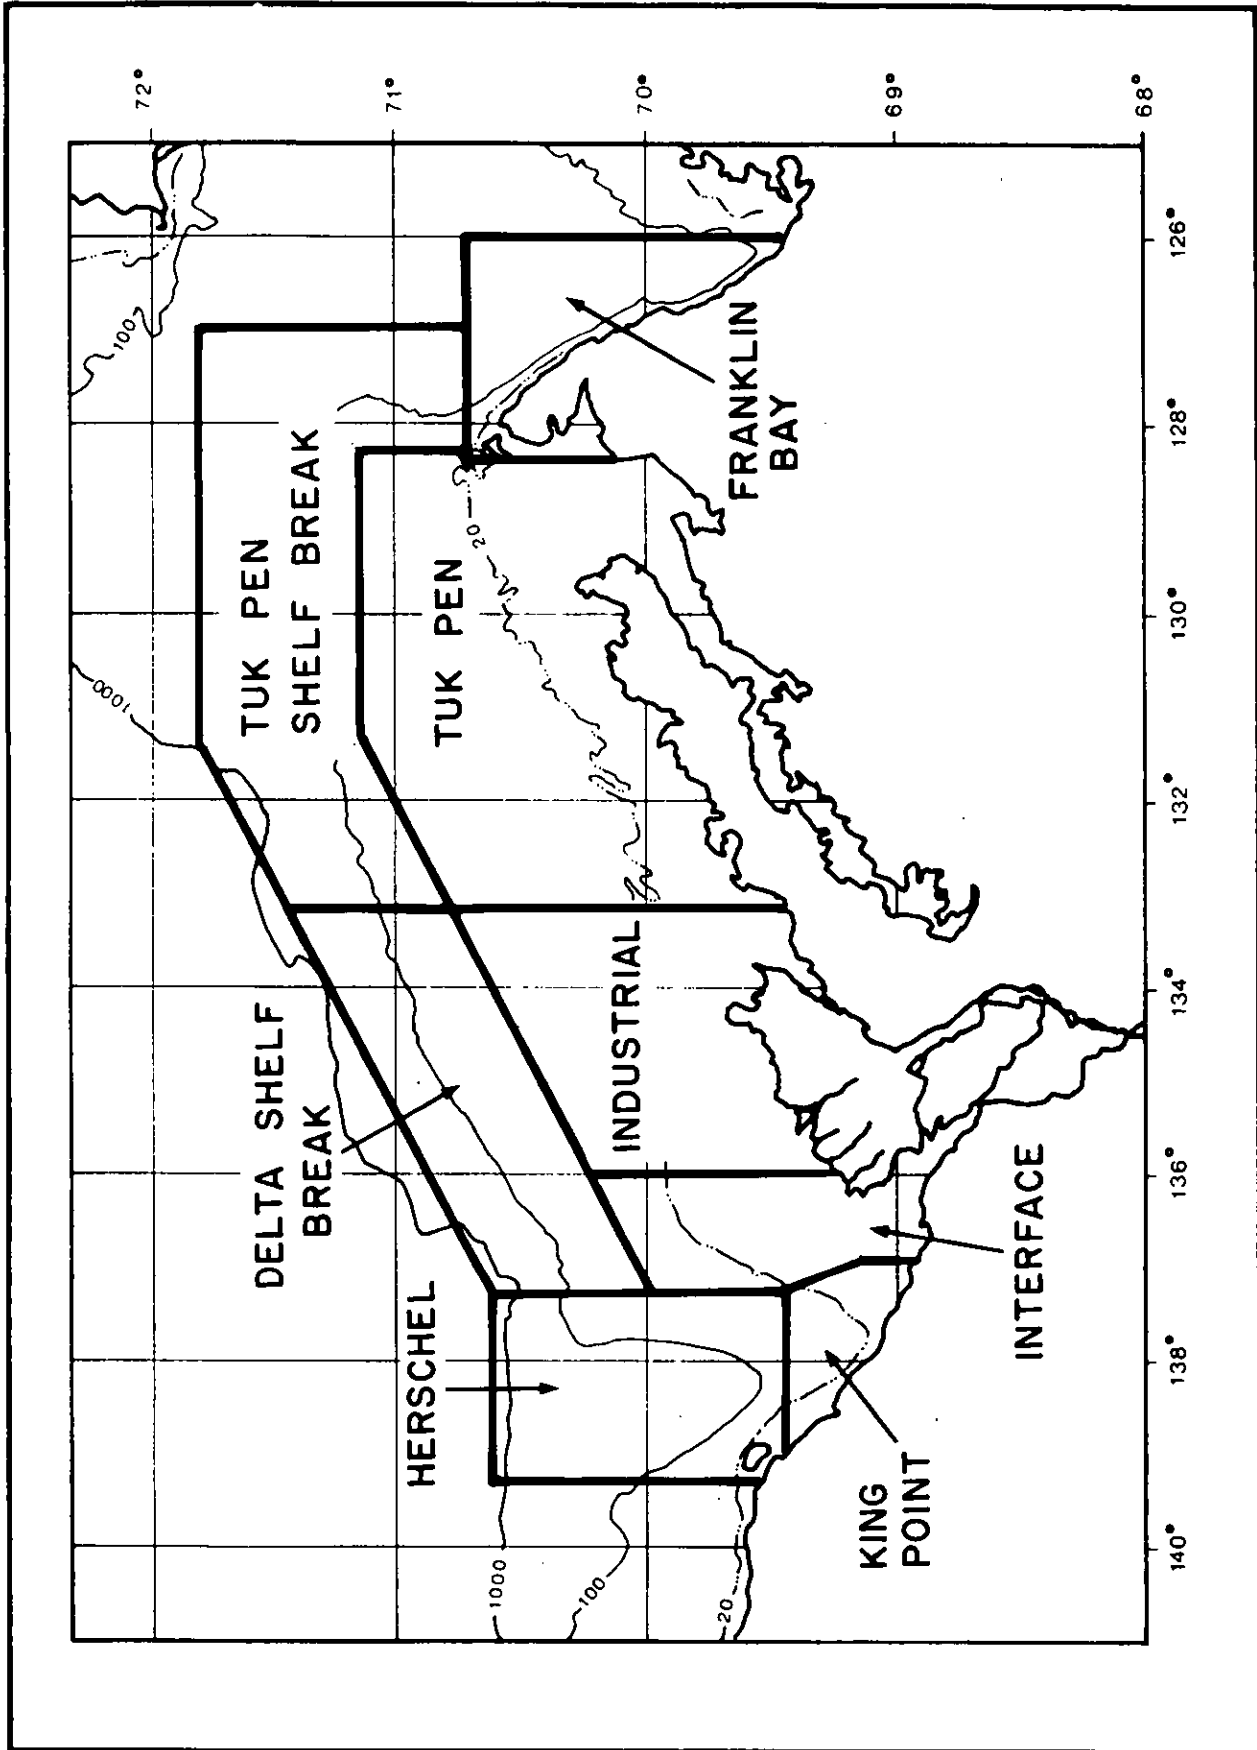 72°
71°
70°
69°
68°
126°
128°
130°
132°
134°
136°
138°
140°
1000
100
20
1000
100
20
TUK PEN
SHELF BREAK
TUK PEN
FRANKLIN
BAY
DELTA SHELF
BREAK
INDUSTRIAL
HERSCHEL
INTERFACE
KING
POINT